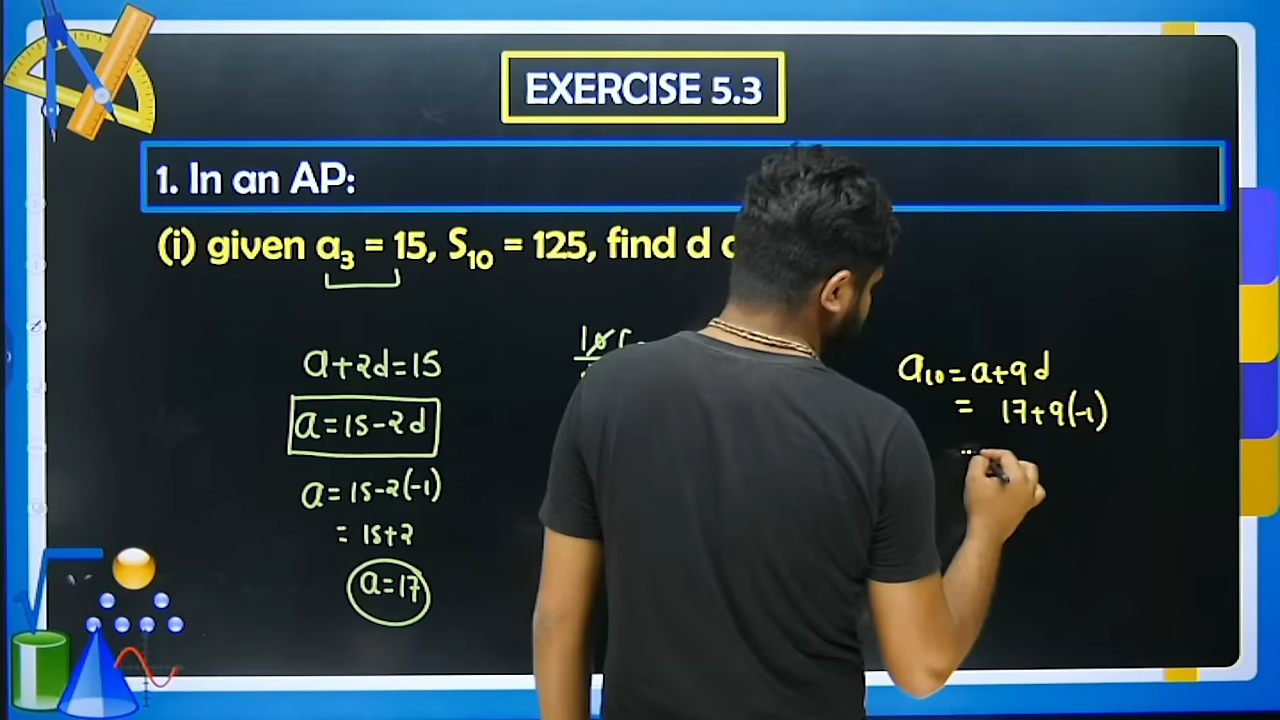 EXERCISE 5.3
1. In an AP:
(i) given a₃ = 15, S₁₀ = 125, find d
a+2d=15
a=15-2d
a=15-2(-1)
= 15+2
a=17
10
a₁₀=a+9d
= 17+9(-1)